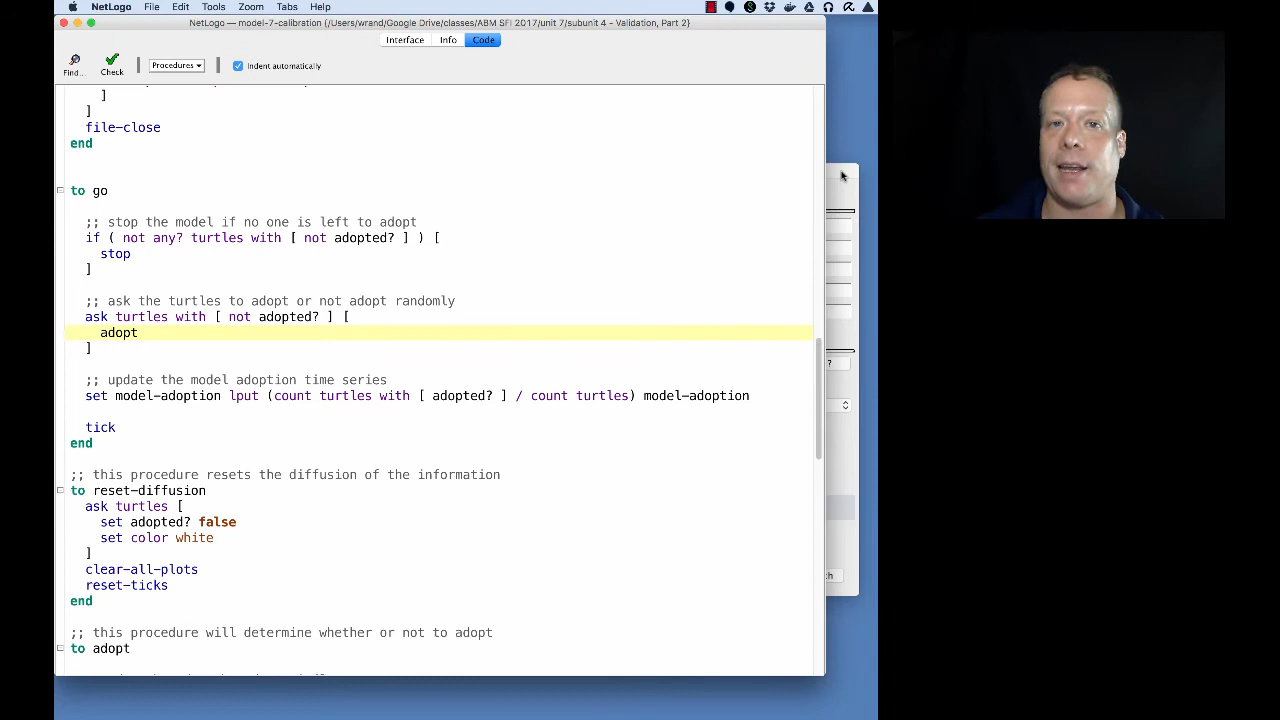 NetLogo File Edit Tools Zoom Tabs Help
NetLogo — model-7-calibration {/Users/wrand/Google Drive/classes/ABM SFI 2017/unit 7/subunit 4 - Validation, Part 2}
Interface Info Code
Find... Check Procedures Indent automatically
]
]
file-close
end
to go
;; stop the model if no one is left to adopt
if ( not any? turtles with [ not adopted? ] ) [
stop
]
;; ask the turtles to adopt or not adopt randomly
ask turtles with [ not adopted? ] [
adopt
]
;; update the model adoption time series
set model-adoption lput (count turtles with [ adopted? ] / count turtles) model-adoption
tick
end
;; this procedure resets the diffusion of the information
to reset-diffusion
ask turtles [
set adopted? false
set color white
]
clear-all-plots
reset-ticks
end
;; this procedure will determine whether or not to adopt
to adopt
?